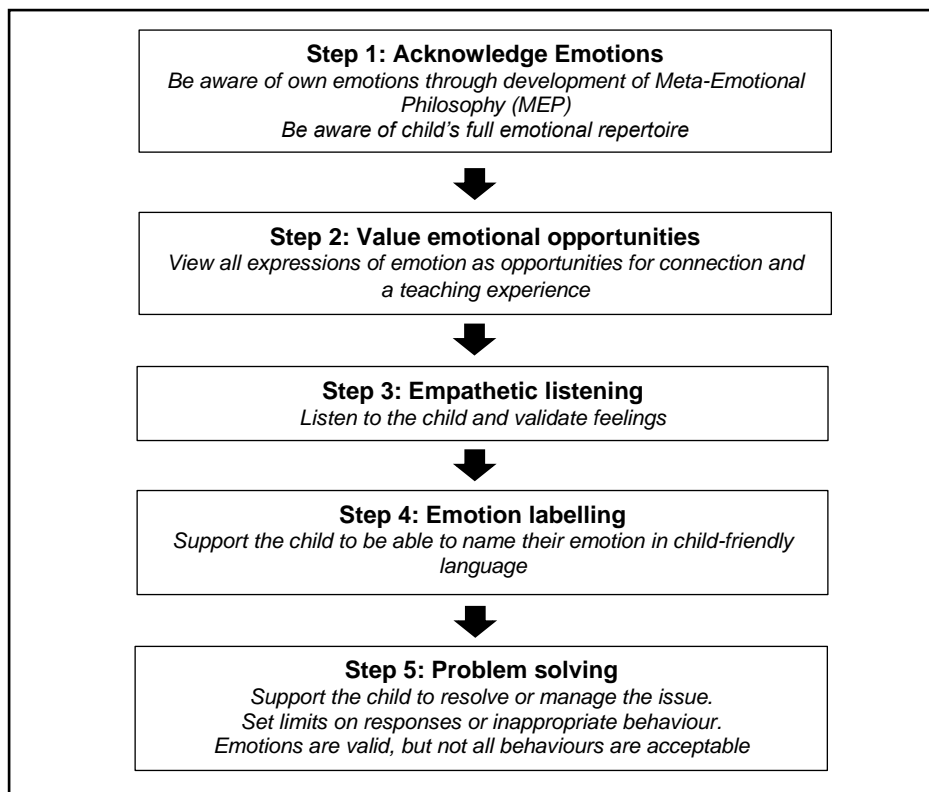 Step 1: Acknowledge Emotions
Be aware of own emotions through development of Meta-Emotional
Philosophy (MEP)
Be aware of child's full emotional repertoire
Step 2: Value emotional opportunities
View all expressions of emotion as opportunities for connection and
a teaching experience
Step 3: Empathetic listening
Listen to the child and validate feelings
Step 4: Emotion labelling
Support the child to be able to name their emotion in child-friendly
language
Step 5: Problem solving
Support the child to resolve or manage the issue.
Set limits on responses or inappropriate behaviour.
Emotions are valid, but not all behaviours are acceptable